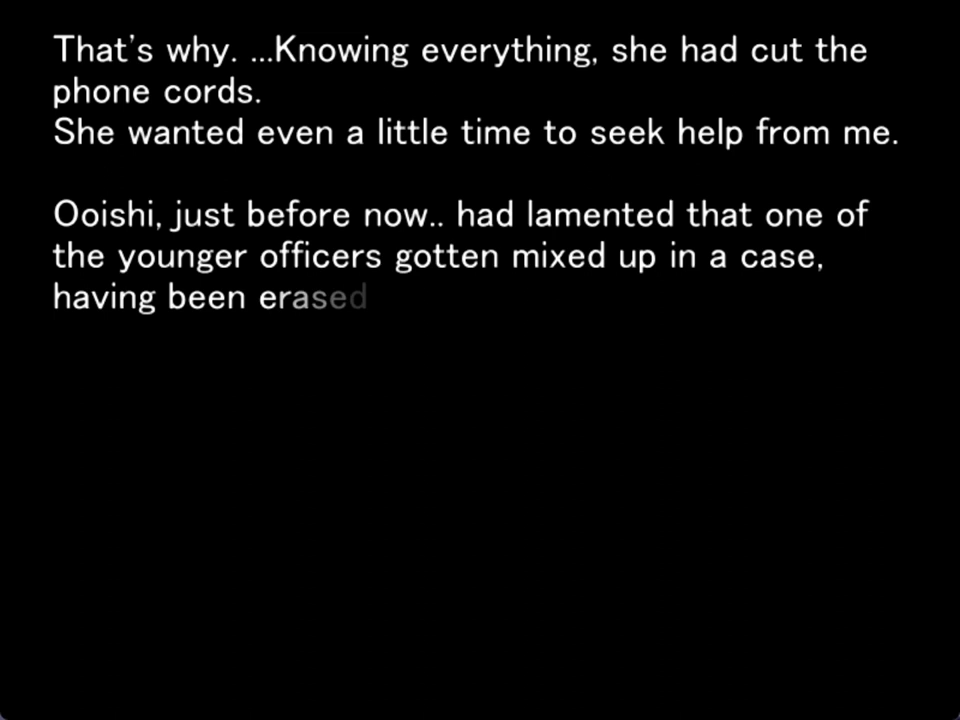 That's why. ...Knowing everything, she had cut the
phone cords.
She wanted even a little time to seek help from me.
Ooishi, just before now.. had lamented that one of
the younger officers gotten mixed up in a case,
having been erased